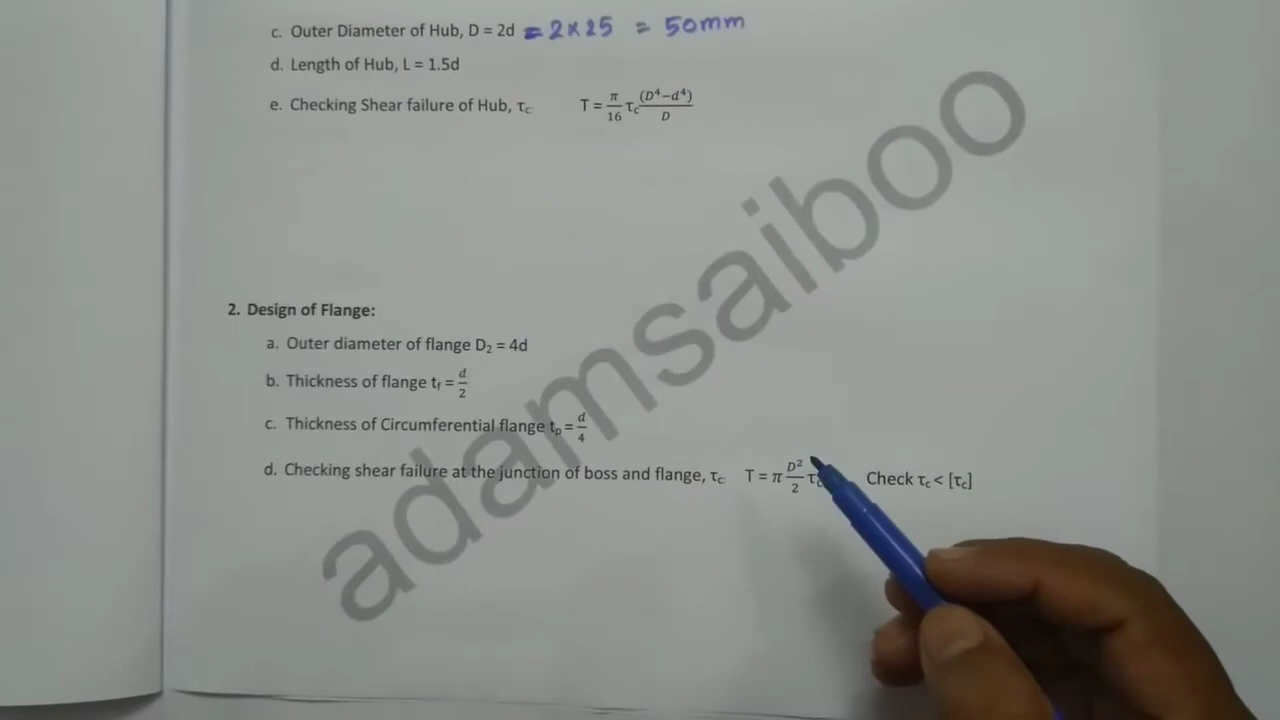 c. Outer Diameter of Hub, D = 2d = 2 × 25 = 50mm
d. Length of Hub, L = 1.5d
e. Checking Shear failure of Hub, τc T = π/16 τc (D⁴−d⁴)/D
2. Design of Flange:
a. Outer diameter of flange D₂ = 4d
b. Thickness of flange tf = d/2
c. Thickness of Circumferential flange tp = d/4
d. Checking shear failure at the junction of boss and flange, τc T = π D²/2 Check τc < [τc]
adamsaiboo